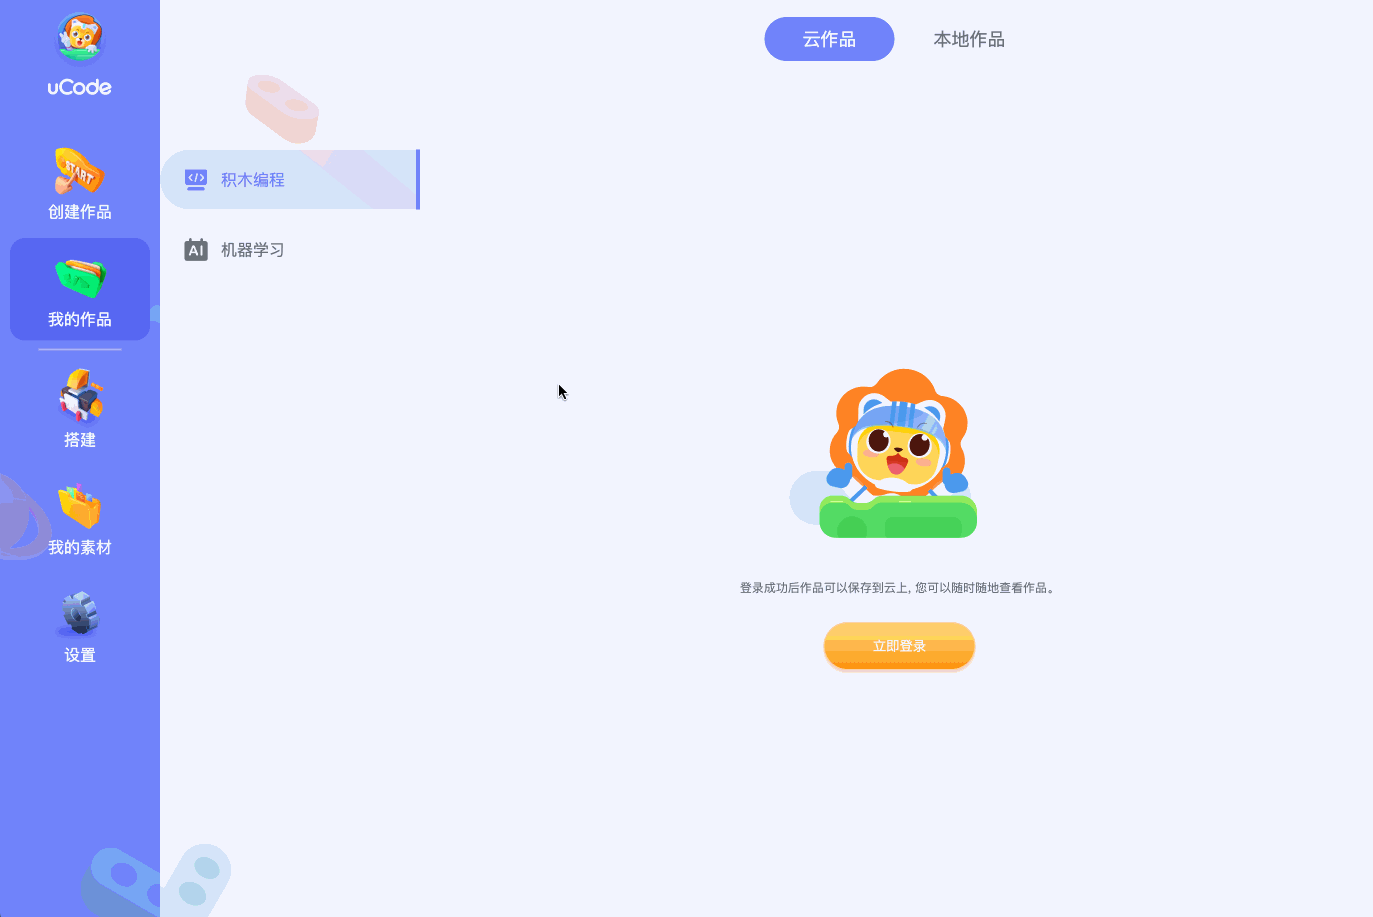 uCode
START
创建作品
我的作品
搭建
我的素材
设置
云作品
本地作品
积木编程
AI
机器学习
登录成功后作品可以保存到云上, 您可以随时随地查看作品。
立即登录